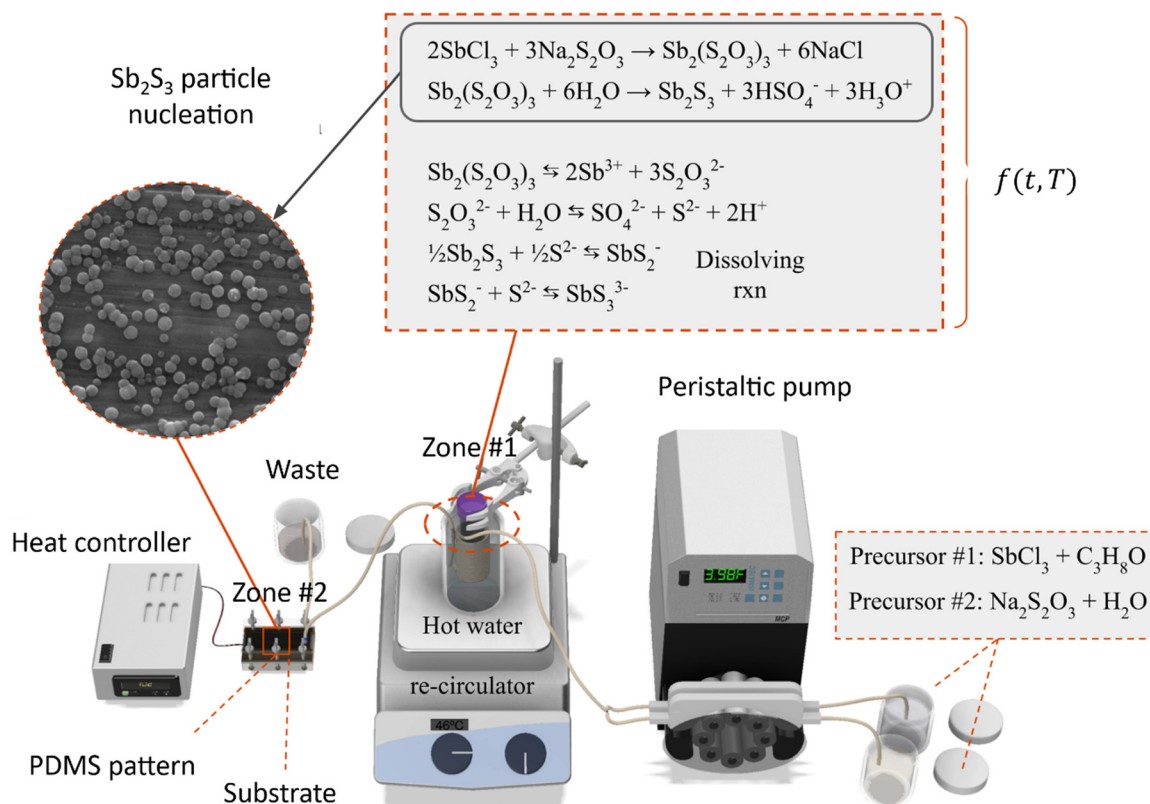 2SbCl₃ + 3Na₂S₂O₃ → Sb₂(S₂O₃)₃ + 6NaCl
Sb₂(S₂O₃)₃ + 6H₂O → Sb₂S₃ + 3HSO₄⁻ + 3H₃O⁺
Sb₂S₃ particle
nucleation
Sb₂(S₂O₃)₃ ⇆ 2Sb³⁺ + 3S₂O₃²⁻
S₂O₃²⁻ + H₂O ⇆ SO₄²⁻ + S²⁻ + 2H⁺
½Sb₂S₃ + ½S²⁻ ⇆ SbS₂⁻
SbS₂⁻ + S²⁻ ⇆ SbS₃³⁻
Dissolving
rxn
f(t, T)
Peristaltic pump
Zone #1
Waste
Heat controller
Zone #2
Hot water
re-circulator
46°C
3.98F
MCP
Precursor #1: SbCl₃ + C₃H₈O
Precursor #2: Na₂S₂O₃ + H₂O
PDMS pattern
Substrate